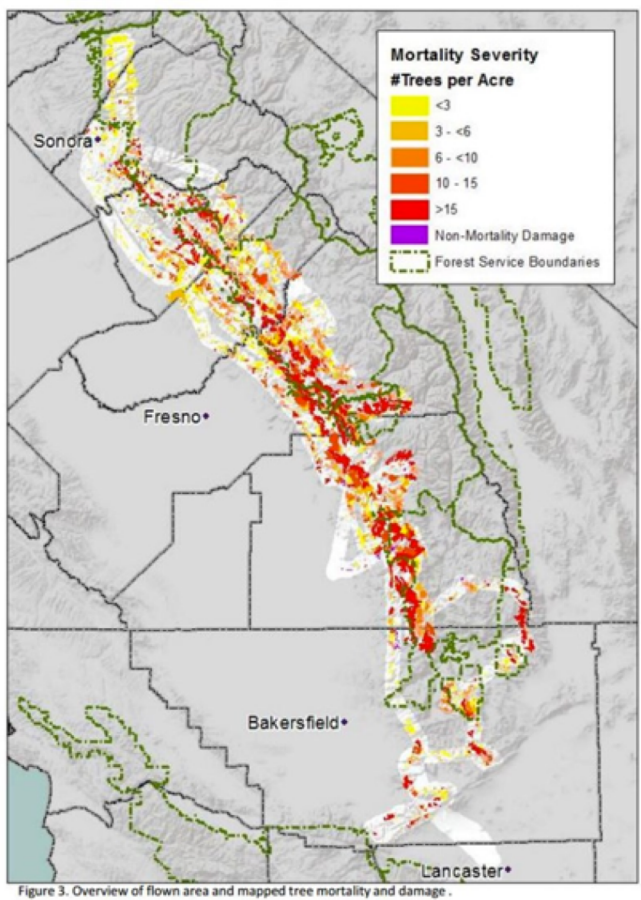 Mortality Severity
#Trees per Acre
<3
3 - <6
6 - <10
10 - 15
>15
Non-Mortality Damage
Forest Service Boundaries
Sonora
Fresno
Bakersfield
Lancaster
Figure 3. Overview of flown area and mapped tree mortality and damage .